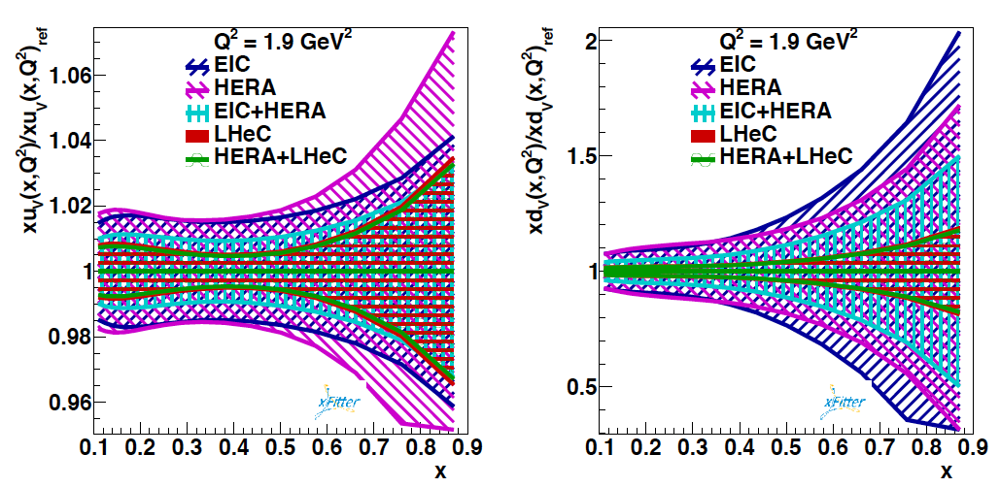 xu_V(x,Q²)/xu_V(x,Q²)_ref
Q² = 1.9 GeV²
EIC
HERA
EIC+HERA
LHeC
HERA+LHeC
1.06
1.04
1.02
1
0.98
0.96
xFitter
0.1 0.2 0.3 0.4 0.5 0.6 0.7 0.8 0.9
x
xd_V(x,Q²)/xd_V(x,Q²)_ref
Q² = 1.9 GeV²
EIC
HERA
EIC+HERA
LHeC
HERA+LHeC
2
1.5
1
0.5
xFitter
0.1 0.2 0.3 0.4 0.5 0.6 0.7 0.8 0.9
x